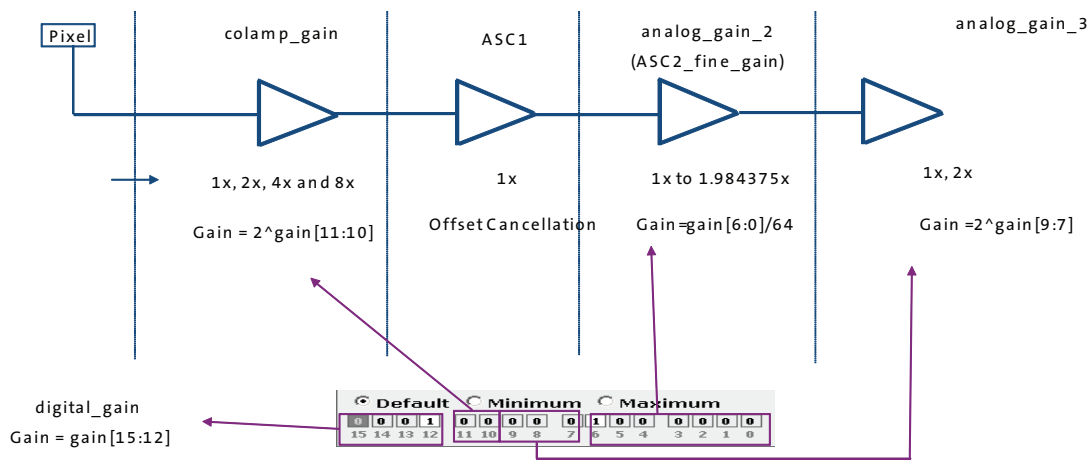 Pixel
colamp_gain
ASC1
analog_gain_2
(ASC2_fine_gain)
analog_gain_3
1x, 2x, 4x and 8x
1x
1x to 1.984375x
1x, 2x
Gain = 2^gain[11:10]
Offset Cancellation
Gain=gain[6:0]/64
Gain =2^gain[9:7]
digital_gain
Gain = gain[15:12]
Default Minimum Maximum
0 0 0 1 0 0 0 0 0 1 0 0 0 0 0 0
15 14 13 12 11 10 9 8 7 6 5 4 3 2 1 0